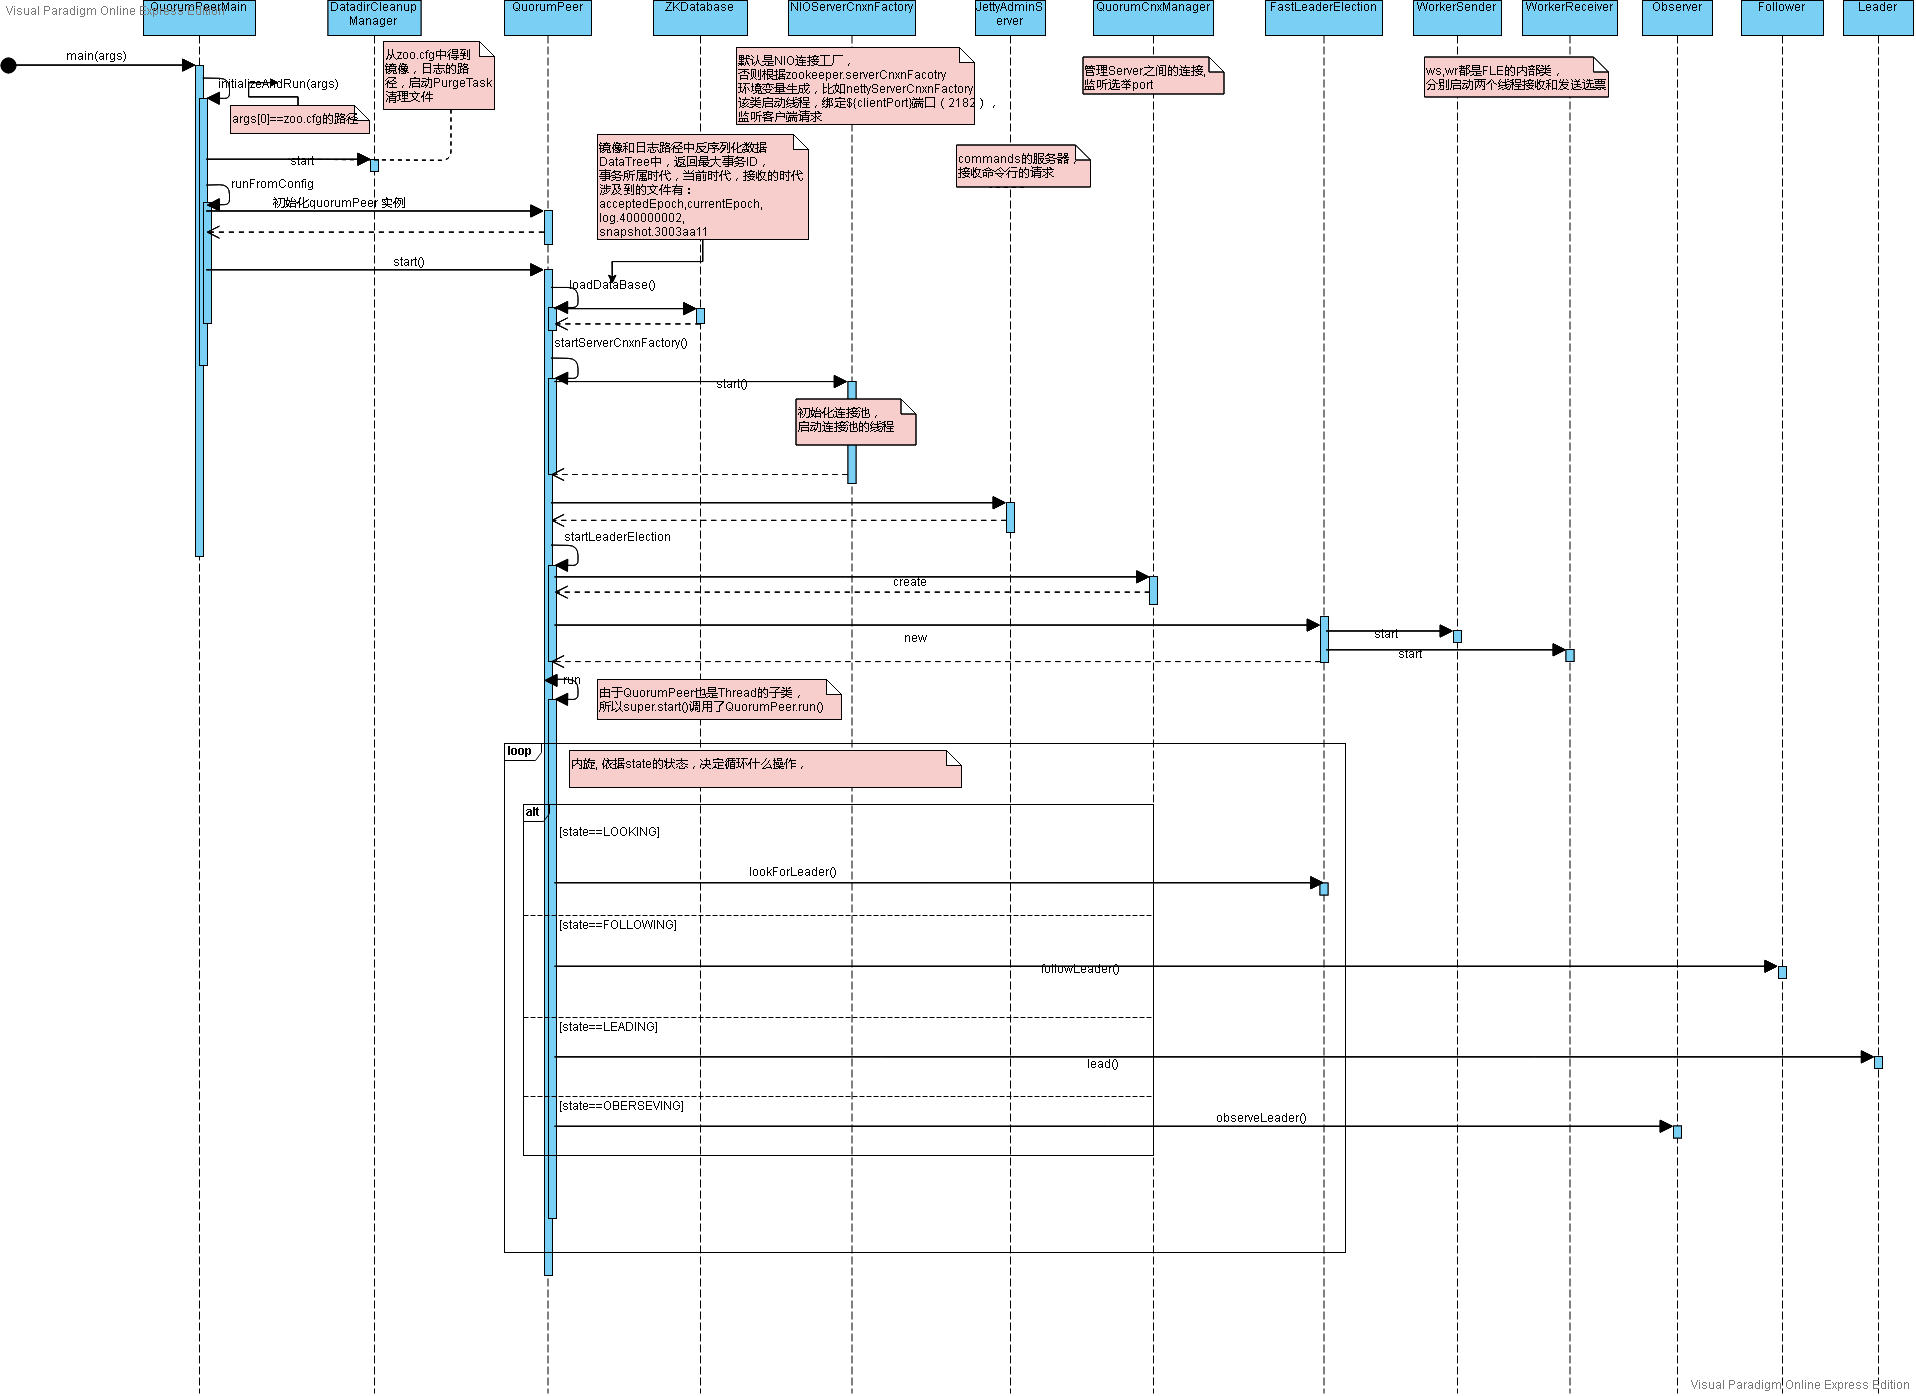 Visual Paradigm Online Express Edition
QuorumPeerMain
DatadirCleanup
Manager
QuorumPeer
ZKDatabase
NIOServerCnxnFactory
JettyAdminS
erver
QuorumCnxManager
FastLeaderElection
WorkerSender
WorkerReceiver
Observer
Follower
Leader
main(args)
从zoo.cfg中得到
镜像，日志的路
径，启动PurgeTask
清理文件
默认是NIO连接工厂，
否则根据zookeeper.serverCnxnFacotry
环境变量生成，比如nettyServerCnxnFactory
该类启动线程，绑定${clientPort}端口（2182），
监听客户端请求
管理Server之间的连接,
监听选举port
ws,wr都是FLE的内部类，
分别启动两个线程接收和发送选票
initializeAndRun(args)
args[0]==zoo.cfg的路径
start
镜像和日志路径中反序列化数据
DataTree中，返回最大事务ID，
事务所属时代，当前时代，接收的时代
涉及到的文件有：
acceptedEpoch,currentEpoch,
log.400000002,
snapshot.3003aa11
commands的服务器，
接收命令行的请求
runFromConfig
初始化quorumPeer 实例
start()
loadDataBase()
startServerCnxnFactory()
start()
初始化连接池，
启动连接池的线程
startLeaderElection
create
new
start
start
run
由于QuorumPeer也是Thread的子类，
所以super.start()调用了QuorumPeer.run()
loop
内旋, 依据state的状态，决定循环什么操作，
alt
[state==LOOKING]
lookForLeader()
[state==FOLLOWING]
followLeader()
[state==LEADING]
lead()
[state==OBERSEVING]
observeLeader()
Visual Paradigm Online Express Edition